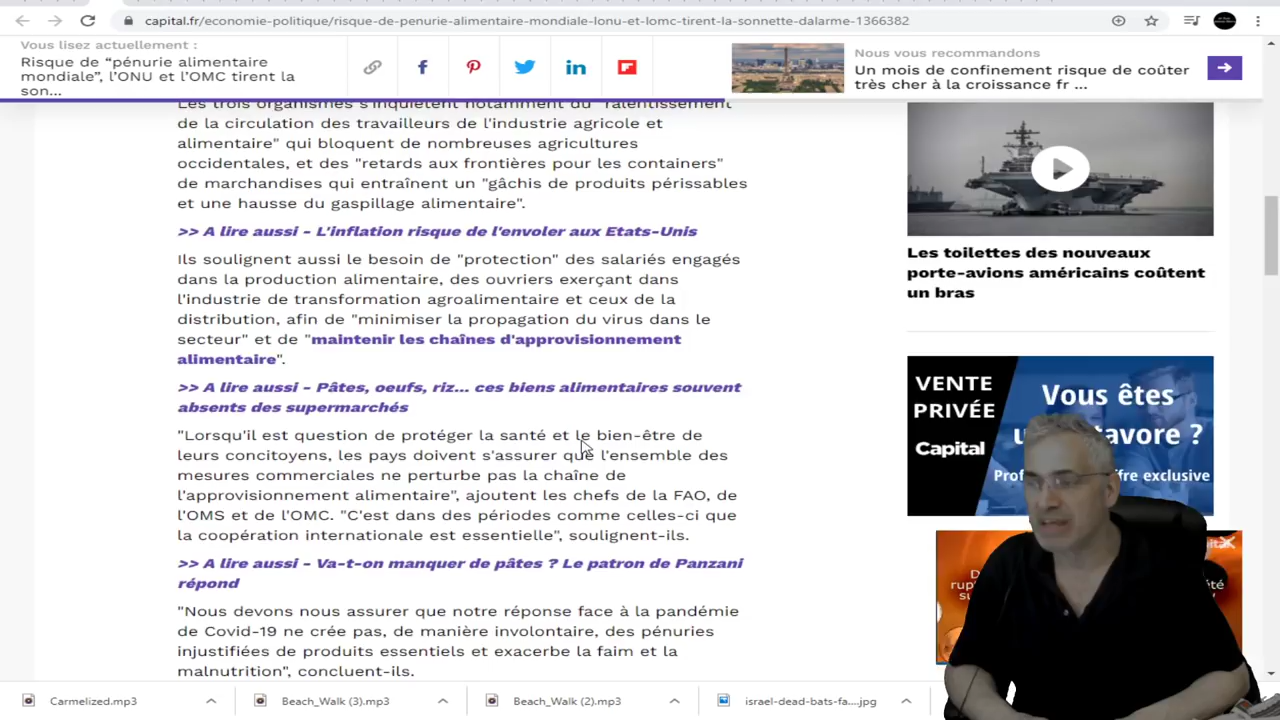 capital.fr/economie-politique/risque-de-penurie-alimentaire-mondiale-lonu-et-lomc-tirent-la-sonnette-dalarme-1366382
Vous lisez actuellement :
Risque de “pénurie alimentaire
mondiale”, l’ONU et l’OMC tirent la
son...
Nous vous recommandons
Un mois de confinement risque de coûter
très cher à la croissance fr ...
Les trois organismes s'inquiètent notamment du "ralentissement
de la circulation des travailleurs de l'industrie agricole et
alimentaire" qui bloquent de nombreuses agricultures
occidentales, et des "retards aux frontières pour les containers"
de marchandises qui entraînent un "gâchis de produits périssables
et une hausse du gaspillage alimentaire".
>> A lire aussi - L'inflation risque de l'envoler aux Etats-Unis
Ils soulignent aussi le besoin de "protection" des salariés engagés
dans la production alimentaire, des ouvriers exerçant dans
l'industrie de transformation agroalimentaire et ceux de la
distribution, afin de "minimiser la propagation du virus dans le
secteur" et de "maintenir les chaînes d'approvisionnement
alimentaire".
>> A lire aussi - Pâtes, oeufs, riz... ces biens alimentaires souvent
absents des supermarchés
"Lorsqu'il est question de protéger la santé et le bien-être de
leurs concitoyens, les pays doivent s'assurer que l'ensemble des
mesures commerciales ne perturbe pas la chaîne de
l'approvisionnement alimentaire", ajoutent les chefs de la FAO, de
l'OMS et de l'OMC. "C'est dans des périodes comme celles-ci que
la coopération internationale est essentielle", soulignent-ils.
>> A lire aussi - Va-t-on manquer de pâtes ? Le patron de Panzani
répond
"Nous devons nous assurer que notre réponse face à la pandémie
de Covid-19 ne crée pas, de manière involontaire, des pénuries
injustifiées de produits essentiels et exacerbe la faim et la
malnutrition", concluent-ils.
Les toilettes des nouveaux
porte-avions américains coûtent
un bras
VENTE
PRIVÉE
Capital
Vous êtes
ffre exclusive
Carmelized.mp3
Beach_Walk (3).mp3
Beach_Walk (2).mp3
israel-dead-bats-fa....jpg